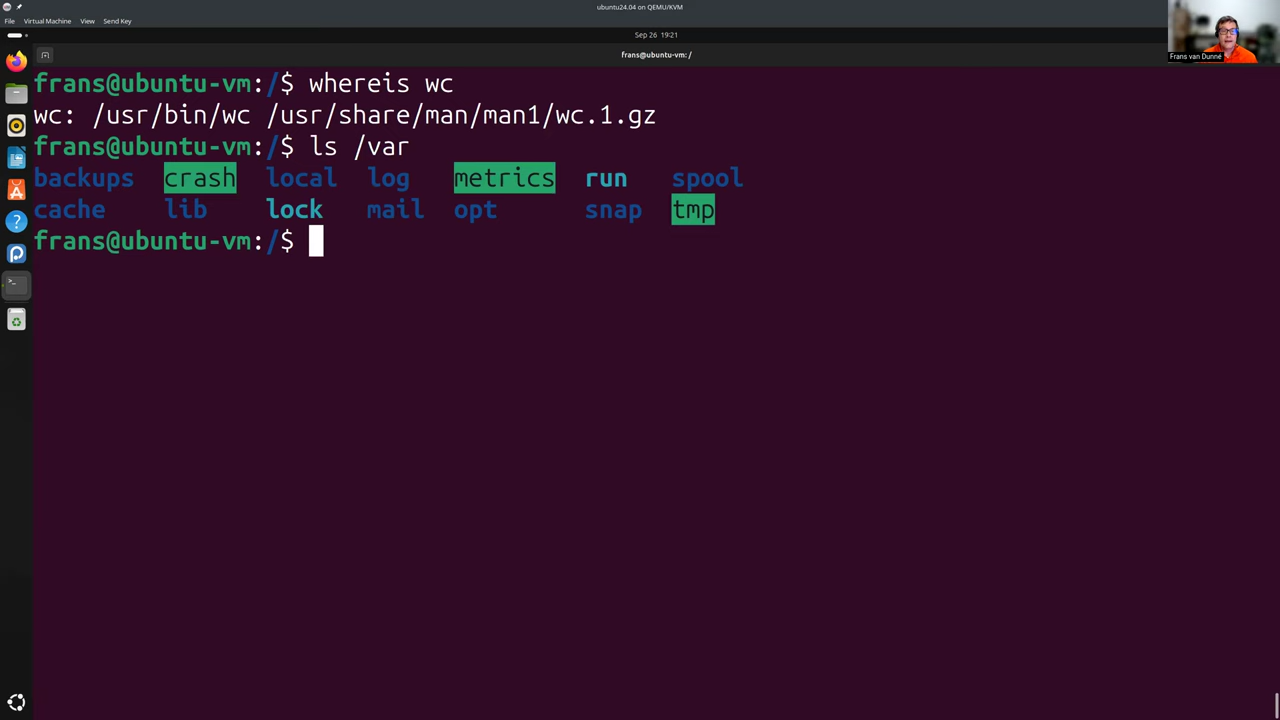 ubuntu24.04 on QEMU/KVM
File Virtual Machine View Send Key
Sep 26 19:21
frans@ubuntu-vm: /
Frans van Dunné
frans@ubuntu-vm:/$ whereis wc
wc: /usr/bin/wc /usr/share/man/man1/wc.1.gz
frans@ubuntu-vm:/$ ls /var
backups crash local log metrics run spool
cache lib lock mail opt snap tmp
frans@ubuntu-vm:/$